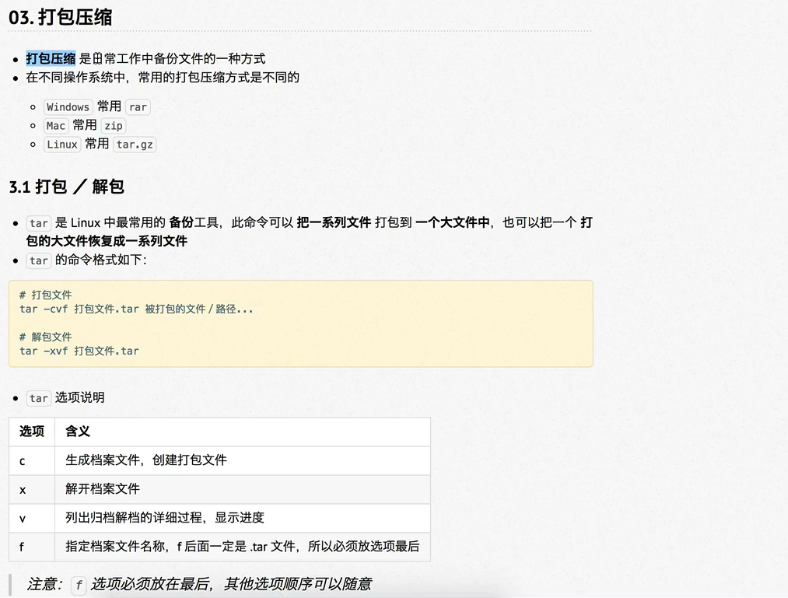 03. 打包压缩
打包压缩 是日常工作中备份文件的一种方式
在不同操作系统中，常用的打包压缩方式是不同的
Windows 常用 rar
Mac 常用 zip
Linux 常用 tar.gz
3.1 打包 / 解包
tar 是 Linux 中最常用的 备份工具，此命令可以 把一系列文件 打包到 一个大文件中，也可以把一个 打
包的大文件恢复成一系列文件
tar 的命令格式如下：
# 打包文件
tar -cvf 打包文件.tar 被打包的文件／路径...
# 解包文件
tar -xvf 打包文件.tar
tar 选项说明
选项 含义
c 生成档案文件，创建打包文件
x 解开档案文件
v 列出归档解档的详细过程，显示进度
f 指定档案文件名称，f 后面一定是 .tar 文件，所以必须放选项最后
注意： f 选项必须放在最后，其他选项顺序可以随意